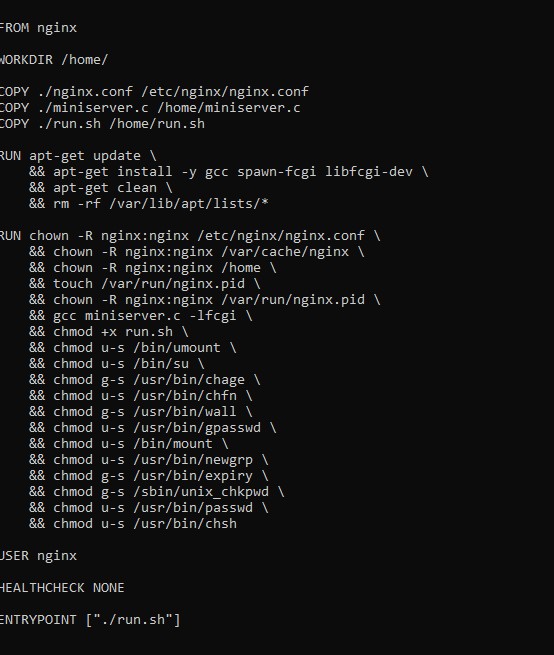 FROM nginx
WORKDIR /home/
COPY ./nginx.conf /etc/nginx/nginx.conf
COPY ./miniserver.c /home/miniserver.c
COPY ./run.sh /home/run.sh
RUN apt-get update \
    && apt-get install -y gcc spawn-fcgi libfcgi-dev \
    && apt-get clean \
    && rm -rf /var/lib/apt/lists/*
RUN chown -R nginx:nginx /etc/nginx/nginx.conf \
    && chown -R nginx:nginx /var/cache/nginx \
    && chown -R nginx:nginx /home \
    && touch /var/run/nginx.pid \
    && chown -R nginx:nginx /var/run/nginx.pid \
    && gcc miniserver.c -lfcgi \
    && chmod +x run.sh \
    && chmod u-s /bin/umount \
    && chmod u-s /bin/su \
    && chmod g-s /usr/bin/chage \
    && chmod u-s /usr/bin/chfn \
    && chmod g-s /usr/bin/wall \
    && chmod u-s /usr/bin/gpasswd \
    && chmod u-s /bin/mount \
    && chmod u-s /usr/bin/newgrp \
    && chmod g-s /usr/bin/expiry \
    && chmod g-s /sbin/unix_chkpwd \
    && chmod u-s /usr/bin/passwd \
    && chmod u-s /usr/bin/chsh
USER nginx
HEALTHCHECK NONE
ENTRYPOINT ["./run.sh"]